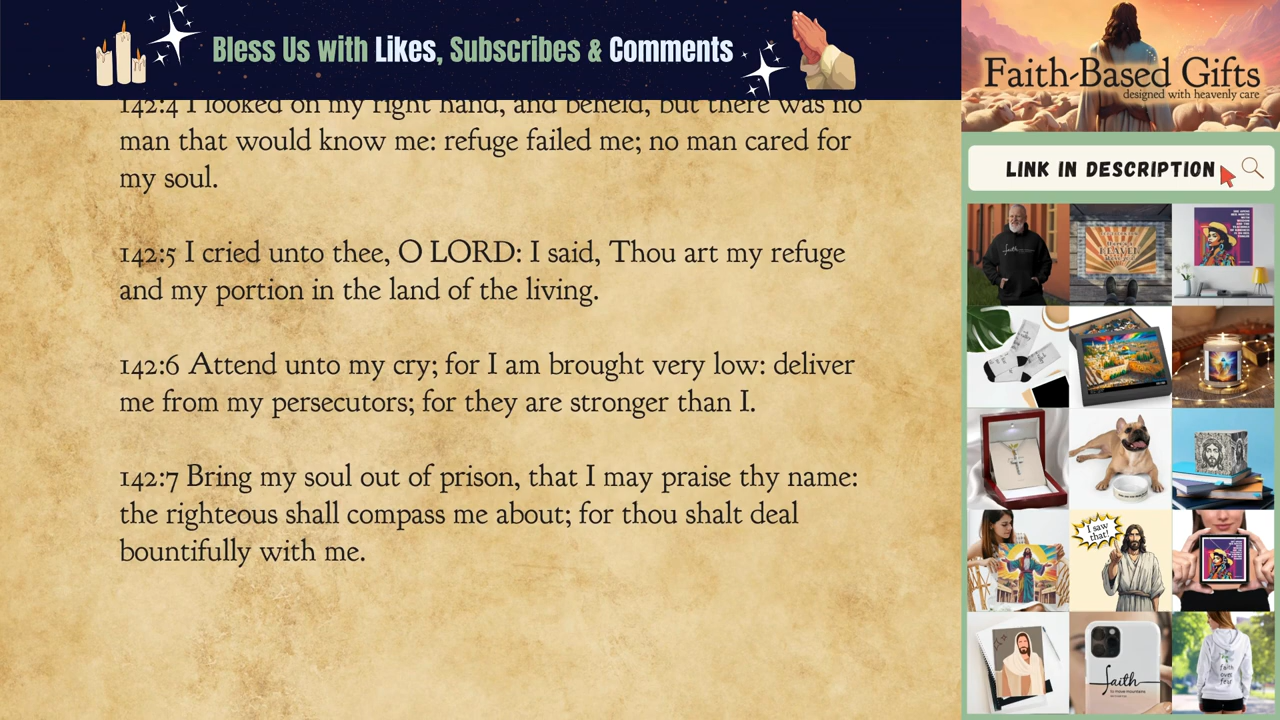 Bless Us with Likes, Subscribes & Comments
142:4 I looked on my right hand, and beheld, but there was no
man that would know me: refuge failed me; no man cared for
my soul.
142:5 I cried unto thee, O LORD: I said, Thou art my refuge
and my portion in the land of the living.
142:6 Attend unto my cry; for I am brought very low: deliver
me from my persecutors; for they are stronger than I.
142:7 Bring my soul out of prison, that I may praise thy name:
the righteous shall compass me about; for thou shalt deal
bountifully with me.
Faith-Based Gifts
designed with heavenly care
LINK IN DESCRIPTION
faith
I saw
that!
faith
faith
over
fear